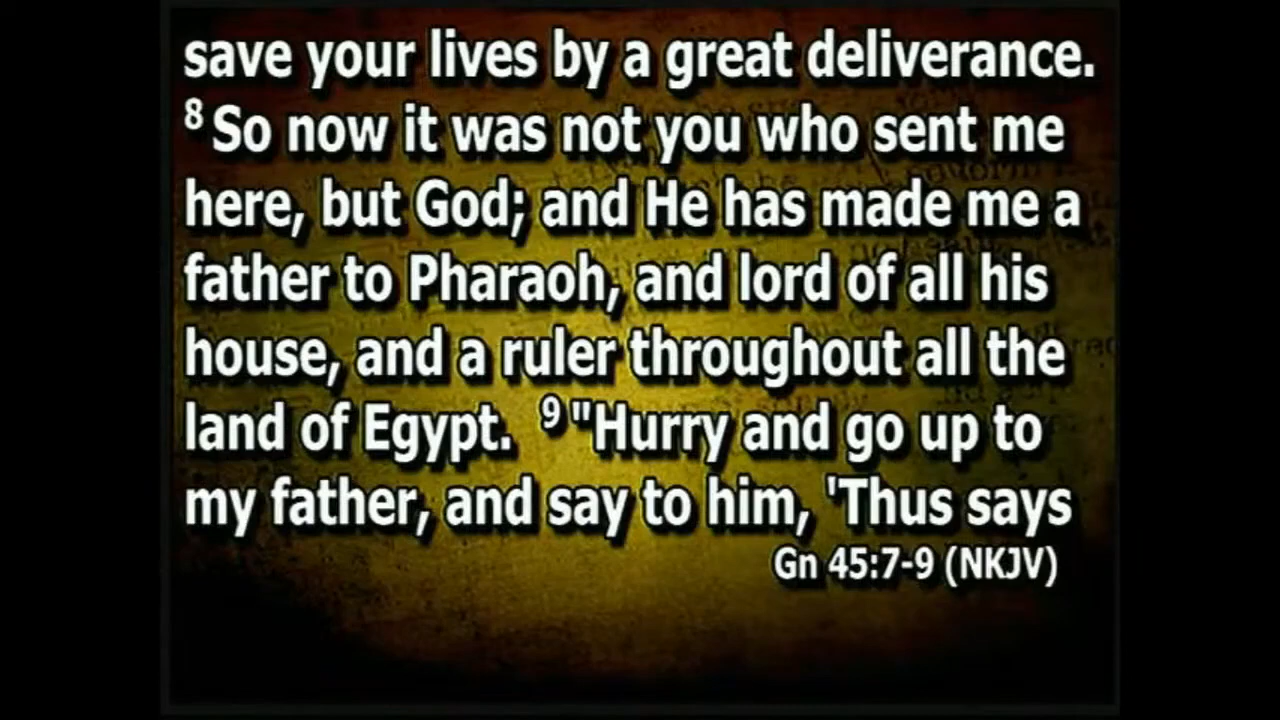 save your lives by a great deliverance.
8 So now it was not you who sent me
here, but God; and He has made me a
father to Pharaoh, and lord of all his
house, and a ruler throughout all the
land of Egypt. 9 "Hurry and go up to
my father, and say to him, 'Thus says
Gn 45:7-9 (NKJV)